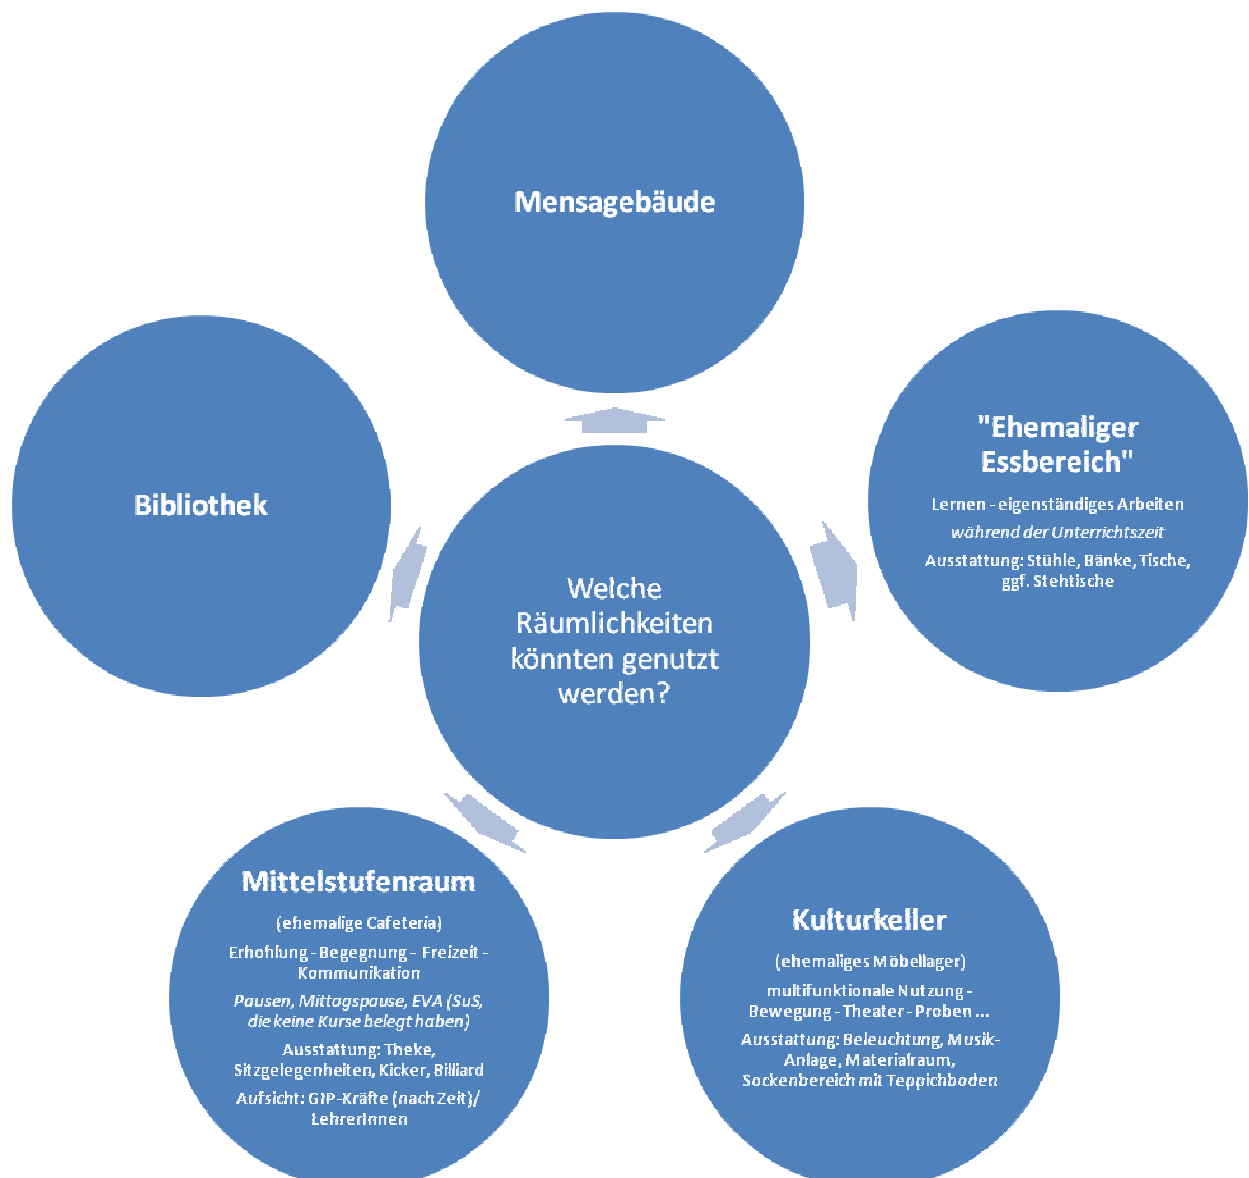 Mensagebäude
"Ehemaliger
Essbereich"
Lernen - eigenständiges Arbeiten
während der Unterrichtszeit
Ausstattung: Stühle, Bänke, Tische,
ggf. Stehtische
Bibliothek
Welche
Räumlichkeiten
könnten genutzt
werden?
Mittelstufenraum
(ehemalige Cafeteria)
Erhohlung - Begegnung - Freizeit -
Kommunikation
Pausen, Mittagspause, EVA (SuS,
die keine Kurse belegt haben)
Ausstattung: Theke,
Sitzgelegenheiten, Kicker, Billiard
Aufsicht: GIP-Kräfte (nach Zeit)/
LehrerInnen
Kulturkeller
(ehemaliges Möbellager)
multifunktionale Nutzung -
Bewegung - Theater - Proben ...
Ausstattung: Beleuchtung, Musik-
Anlage, Materialraum,
Sockenbereich mit Teppichboden